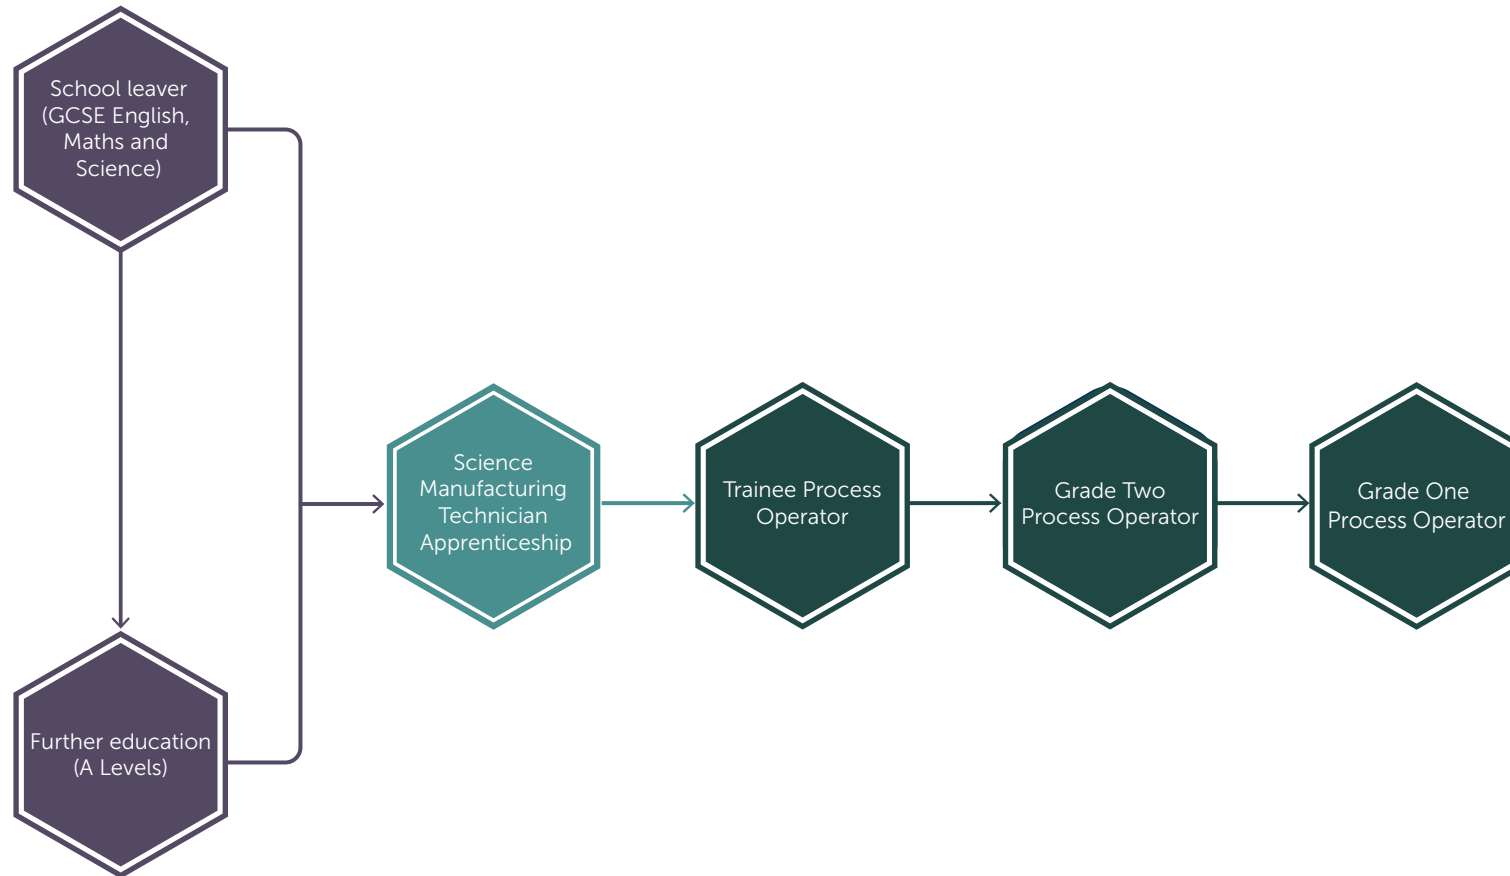 School leaver
(GCSE English,
Maths and
Science)
Further education
(A Levels)
Science
Manufacturing
Technician
Apprenticeship
Trainee Process
Operator
Grade Two
Process Operator
Grade One
Process Operator